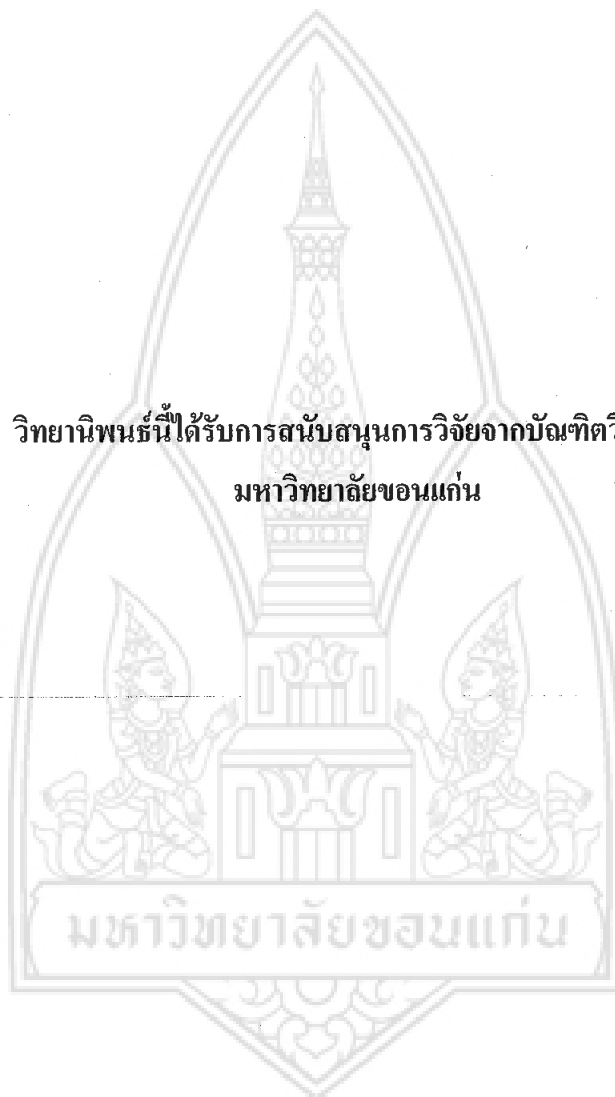 วิทยานิพนธ์นี้ได้รับการสนับสนุนการวิจัยจากบัณฑิตวิ
มหาวิทยาลัยขอนแก่น
มหาวิทยาลัยขอนแก่น